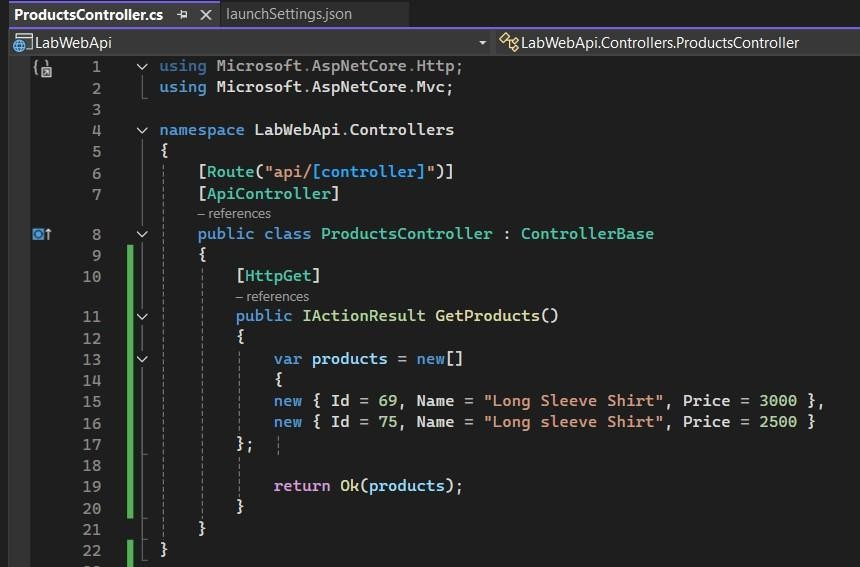 ProductsController.cs
launchSettings.json
LabWebApi
LabWebApi.Controllers.ProductsController
1 using Microsoft.AspNetCore.Http;
2 using Microsoft.AspNetCore.Mvc;
3
4 namespace LabWebApi.Controllers
5 {
6 [Route("api/[controller]")]
7 [ApiController]
– references
8 public class ProductsController : ControllerBase
9 {
10 [HttpGet]
– references
11 public IActionResult GetProducts()
12 {
13 var products = new[]
14 {
15 new { Id = 69, Name = "Long Sleeve Shirt", Price = 3000 },
16 new { Id = 75, Name = "Long sleeve Shirt", Price = 2500 }
17 };
18
19 return Ok(products);
20 }
21 }
22 }